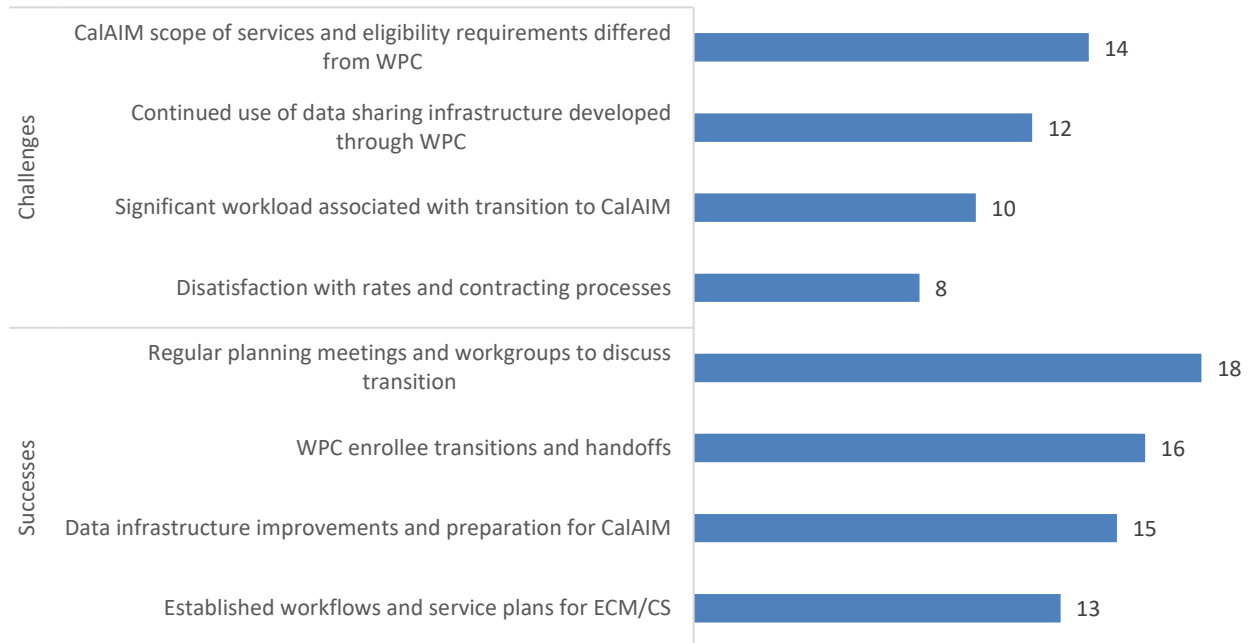 Challenges
CalAIM scope of services and eligibility requirements differed
from WPC
14
Continued use of data sharing infrastructure developed
through WPC
12
Significant workload associated with transition to CalAIM
10
Disatisfaction with rates and contracting processes
8
Successes
Regular planning meetings and workgroups to discuss
transition
18
WPC enrollee transitions and handoffs
16
Data infrastructure improvements and preparation for CalAIM
15
Established workflows and service plans for ECM/CS
13